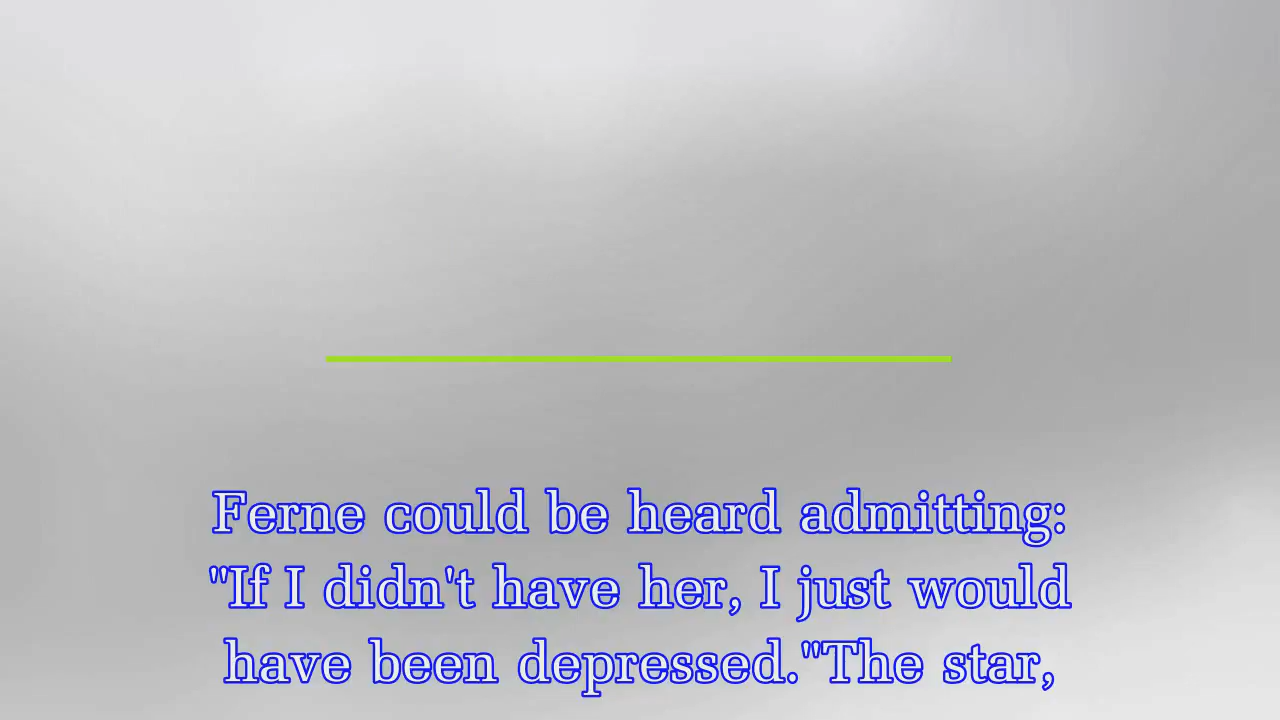 Ferne could be heard admitting:
"If I didn't have her, I just would
have been depressed."The star,